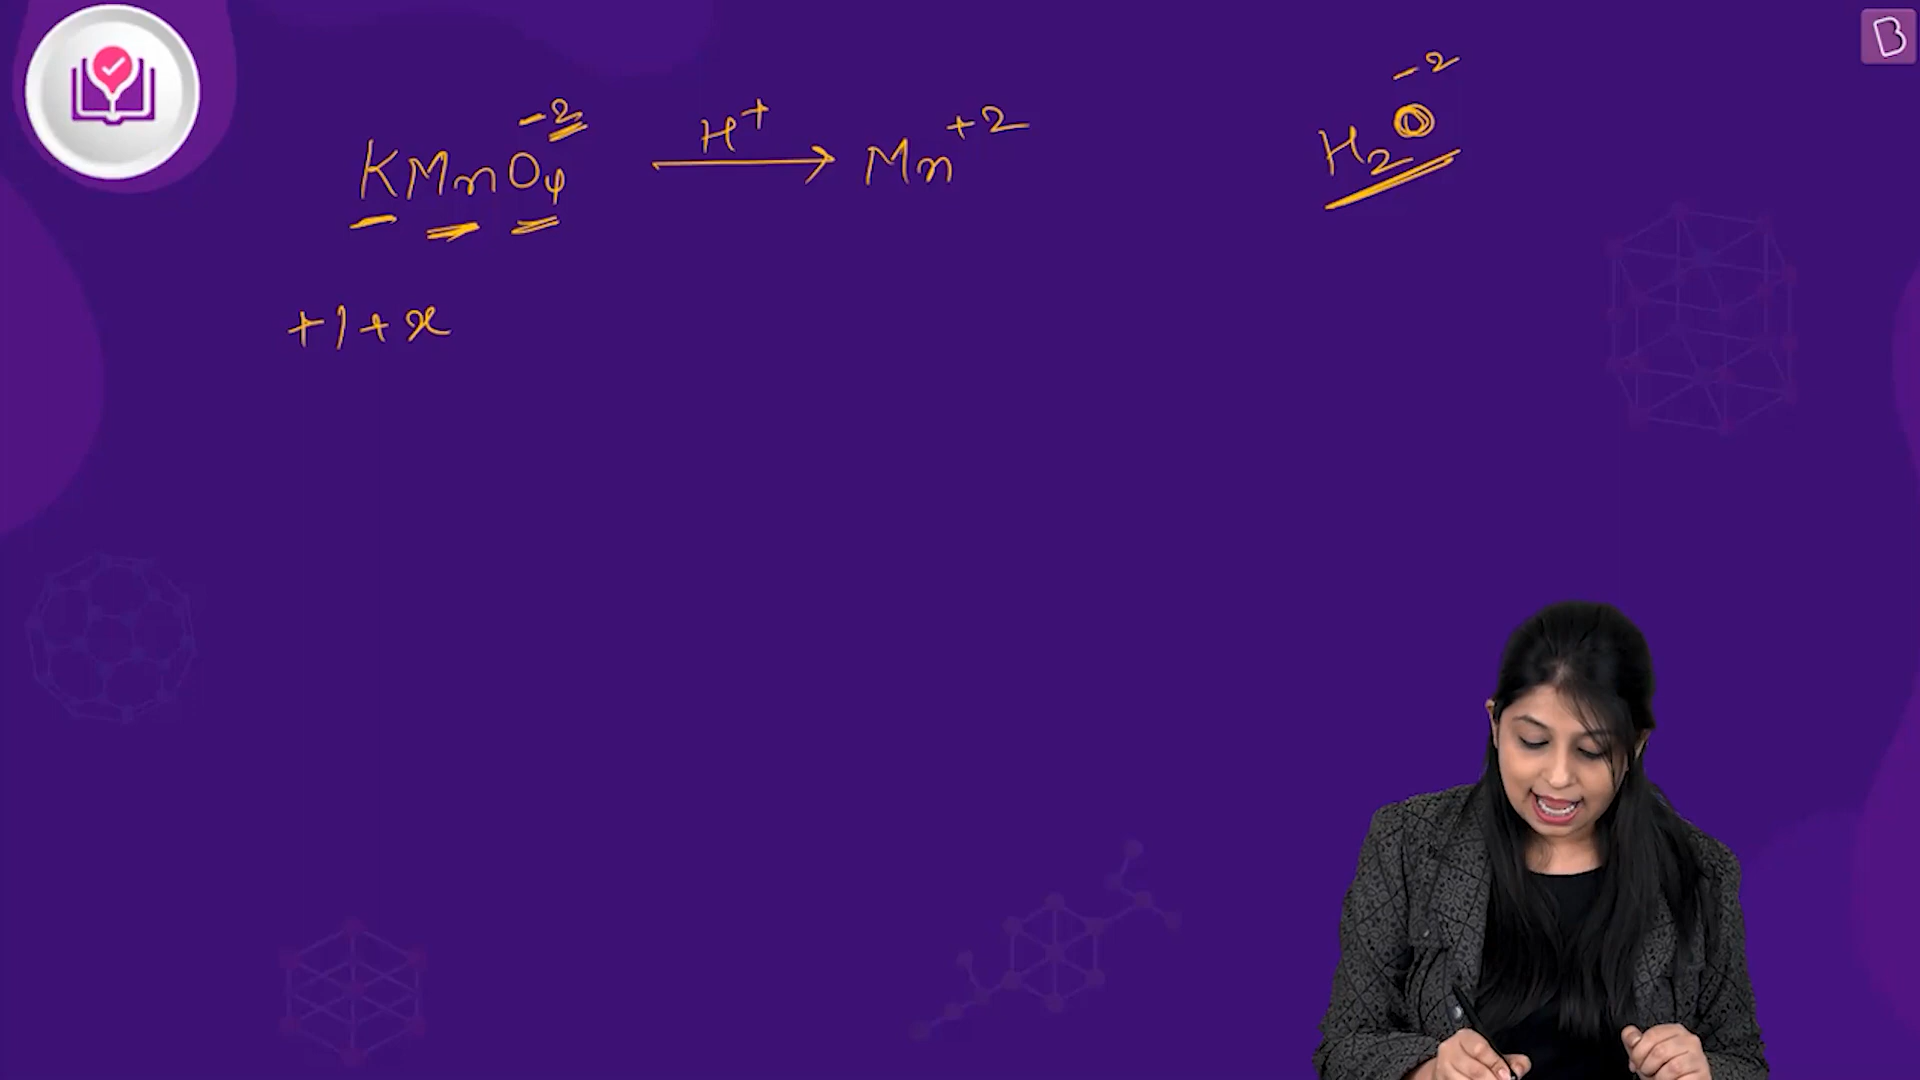 KMnO₄⁻² —H⁺→ Mn⁺²
H₂O⁻²
+1+x
B